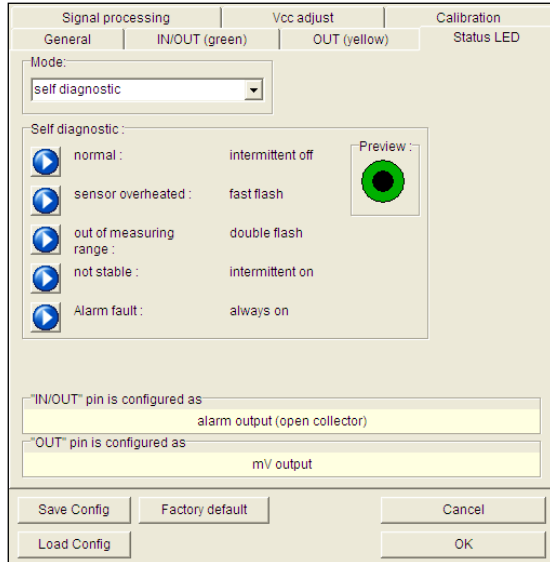 Signal processing
Vcc adjust
Calibration
General
IN/OUT (green)
OUT (yellow)
Status LED
Mode:
self diagnostic
Self diagnostic :
Preview :
normal :
intermittent off
sensor overheated :
fast flash
out of measuring
range :
double flash
not stable :
intermittent on
Alarm fault :
always on
"IN/OUT" pin is configured as
alarm output (open collector)
"OUT" pin is configured as
mV output
Save Config
Factory default
Cancel
Load Config
OK